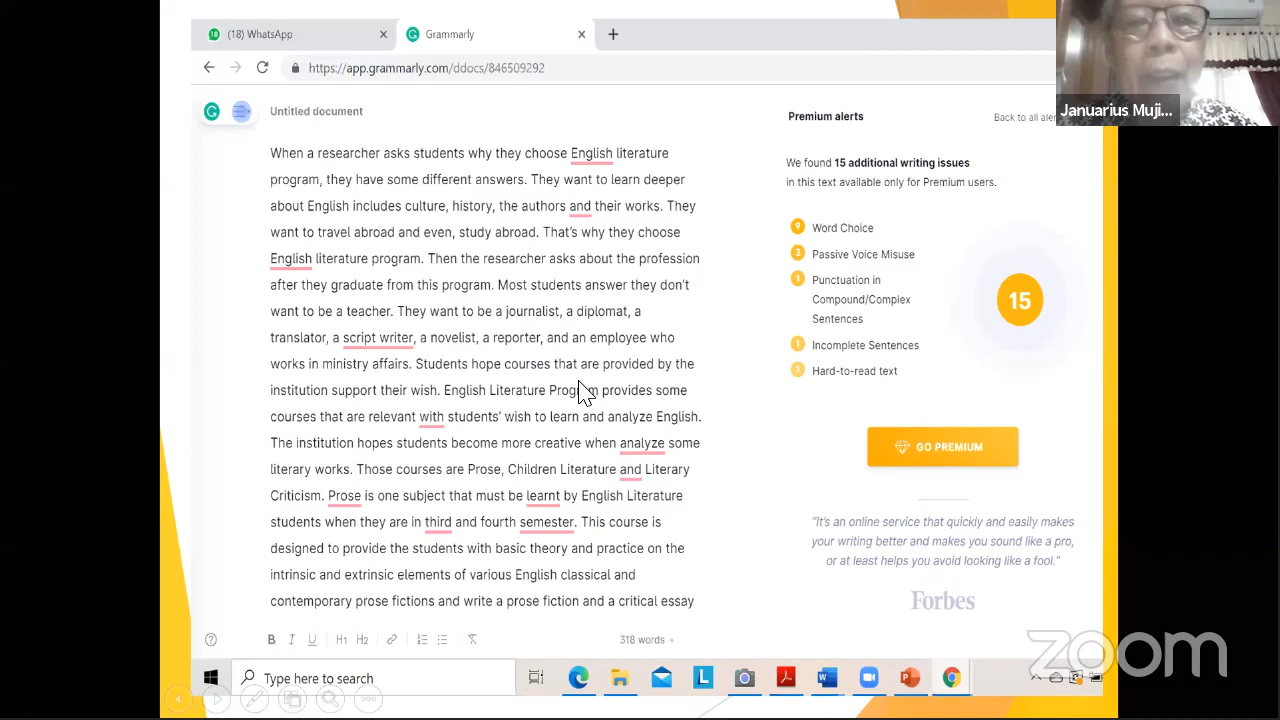 (18) WhatsApp
Grammarly
https://app.grammarly.com/ddocs/846509292
Januarius Muji...
Untitled document
When a researcher asks students why they choose English literature
program, they have some different answers. They want to learn deeper
about English includes culture, history, the authors and their works. They
want to travel abroad and even, study abroad. That's why they choose
English literature program. Then the researcher asks about the profession
after they graduate from this program. Most students answer they don't
want to be a teacher. They want to be a journalist, a diplomat, a
translator, a script writer, a novelist, a reporter, and an employee who
works in ministry affairs. Students hope courses that are provided by the
institution support their wish. English Literature Program provides some
courses that are relevant with students' wish to learn and analyze English.
The institution hopes students become more creative when analyze some
literary works. Those courses are Prose, Children Literature and Literary
Criticism. Prose is one subject that must be learnt by English Literature
students when they are in third and fourth semester. This course is
designed to provide the students with basic theory and practice on the
intrinsic and extrinsic elements of various English classical and
contemporary prose fictions and write a prose fiction and a critical essay
B I U H1 H2
318 words
Premium alerts
Back to all
We found 15 additional writing issues
in this text available only for Premium users.
9 Word Choice
3 Passive Voice Misuse
1 Punctuation in
Compound/Complex
Sentences
1 Incomplete Sentences
1 Hard-to-read text
15
GO PREMIUM
"It's an online service that quickly and easily makes
your writing better and makes you sound like a pro,
or at least helps you avoid looking like a fool."
Forbes
zoom
Type here to search